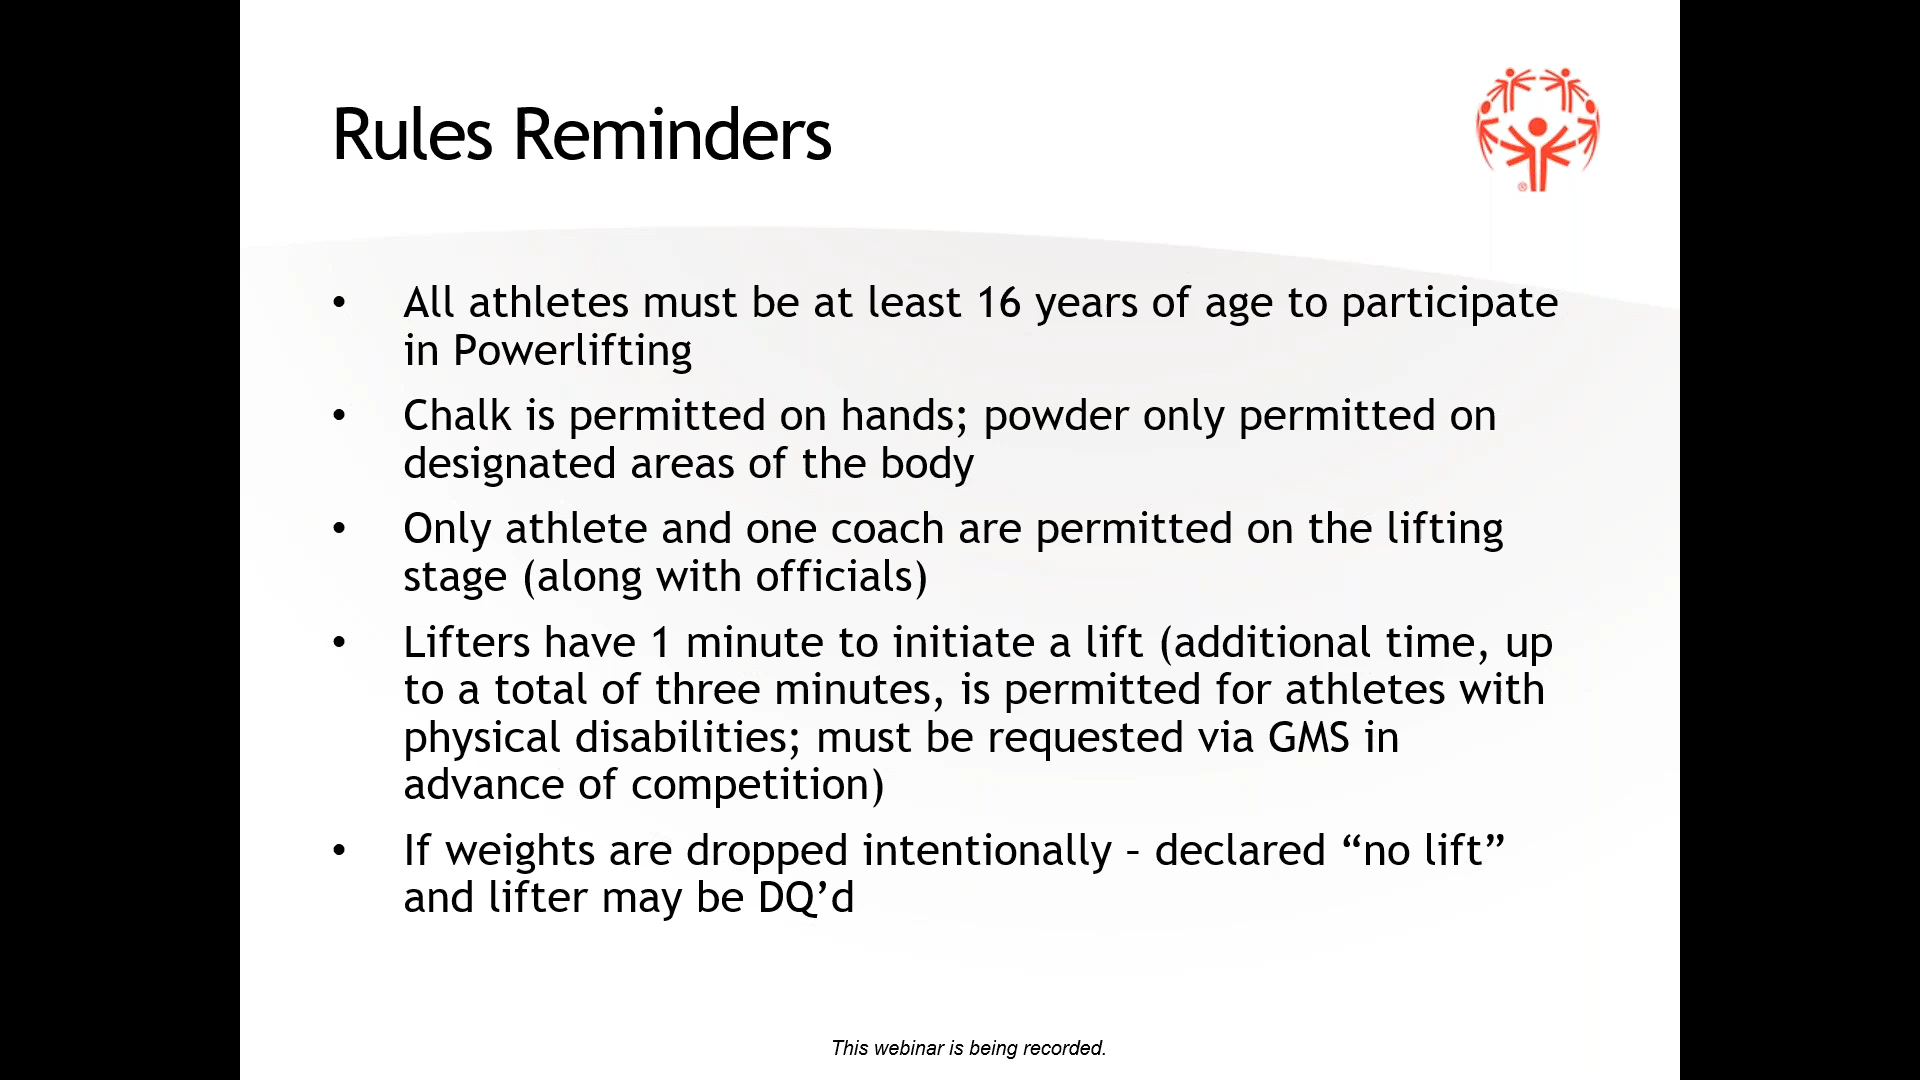 Rules Reminders
• All athletes must be at least 16 years of age to participate
in Powerlifting
• Chalk is permitted on hands; powder only permitted on
designated areas of the body
• Only athlete and one coach are permitted on the lifting
stage (along with officials)
• Lifters have 1 minute to initiate a lift (additional time, up
to a total of three minutes, is permitted for athletes with
physical disabilities; must be requested via GMS in
advance of competition)
• If weights are dropped intentionally – declared “no lift”
and lifter may be DQ’d
This webinar is being recorded.
®